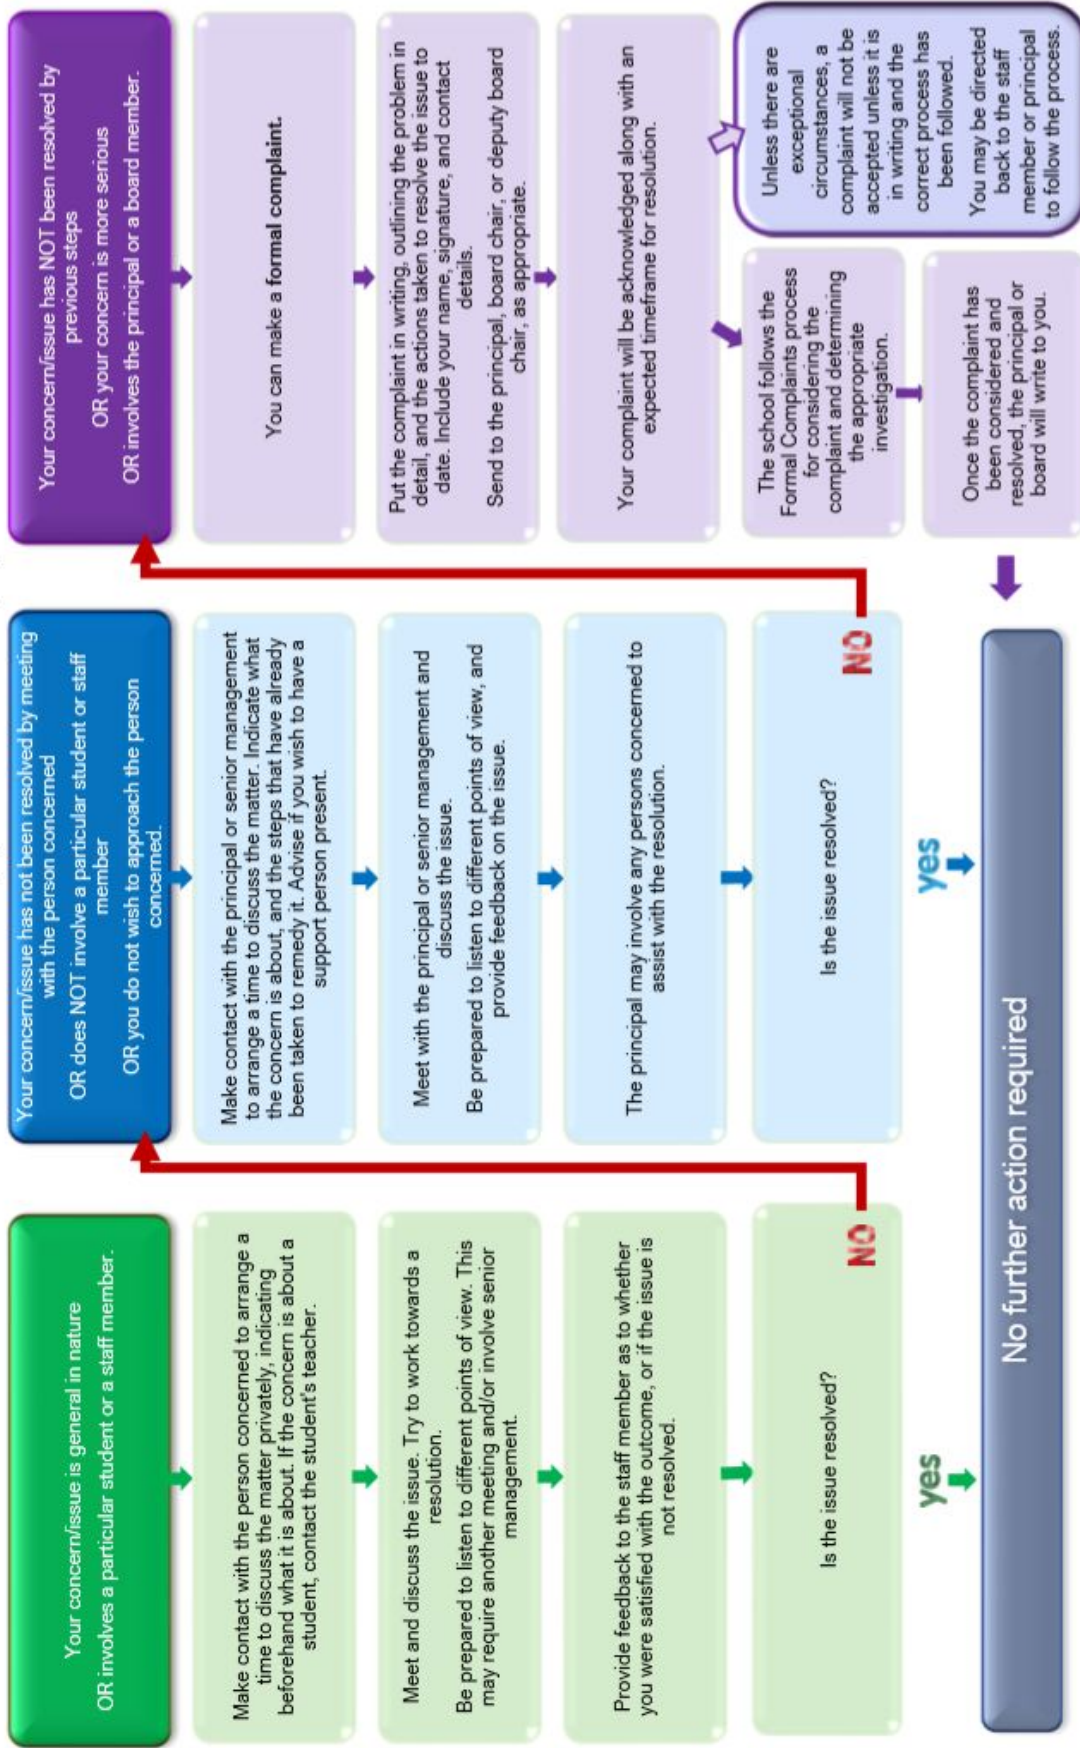 Your concern/issue is general in nature
OR involves a particular student or a staff member.
Make contact with the person concerned to arrange a
time to discuss the matter privately, indicating
beforehand what it is about. If the concern is about a
student, contact the student's teacher.
Meet and discuss the issue. Try to work towards a
resolution.
Be prepared to listen to different points of view. This
may require another meeting and/or involve senior
management.
Provide feedback to the staff member as to whether
you were satisfied with the outcome, or if the issue is
not resolved.
Is the issue resolved?
NO
yes
Your concern/issue has not been resolved by meeting
with the person concerned
OR does NOT involve a particular student or staff
member
OR you do not wish to approach the person
concerned.
Make contact with the principal or senior management
to arrange a time to discuss the matter. Indicate what
the concern is about, and the steps that have already
been taken to remedy it. Advise if you wish to have a
support person present.
Meet with the principal or senior management and
discuss the issue.
Be prepared to listen to different points of view, and
provide feedback on the issue.
The principal may involve any persons concerned to
assist with the resolution.
Is the issue resolved?
NO
yes
Your concern/issue has NOT been resolved by
previous steps
OR your concern is more serious
OR involves the principal or a board member.
You can make a formal complaint.
Put the complaint in writing, outlining the problem in
detail, and the actions taken to resolve the issue to
date. Include your name, signature, and contact
details.
Send to the principal, board chair, or deputy board
chair, as appropriate.
Your complaint will be acknowledged along with an
expected timeframe for resolution.
The school follows the
Formal Complaints process
for considering the
complaint and determining
the appropriate
investigation.
Once the complaint has
been considered and
resolved, the principal or
board will write to you.
Unless there are
exceptional
circumstances, a
complaint will not be
accepted unless it is
in writing and the
correct process has
been followed.
You may be directed
back to the staff
member or principal
to follow the process.
No further action required